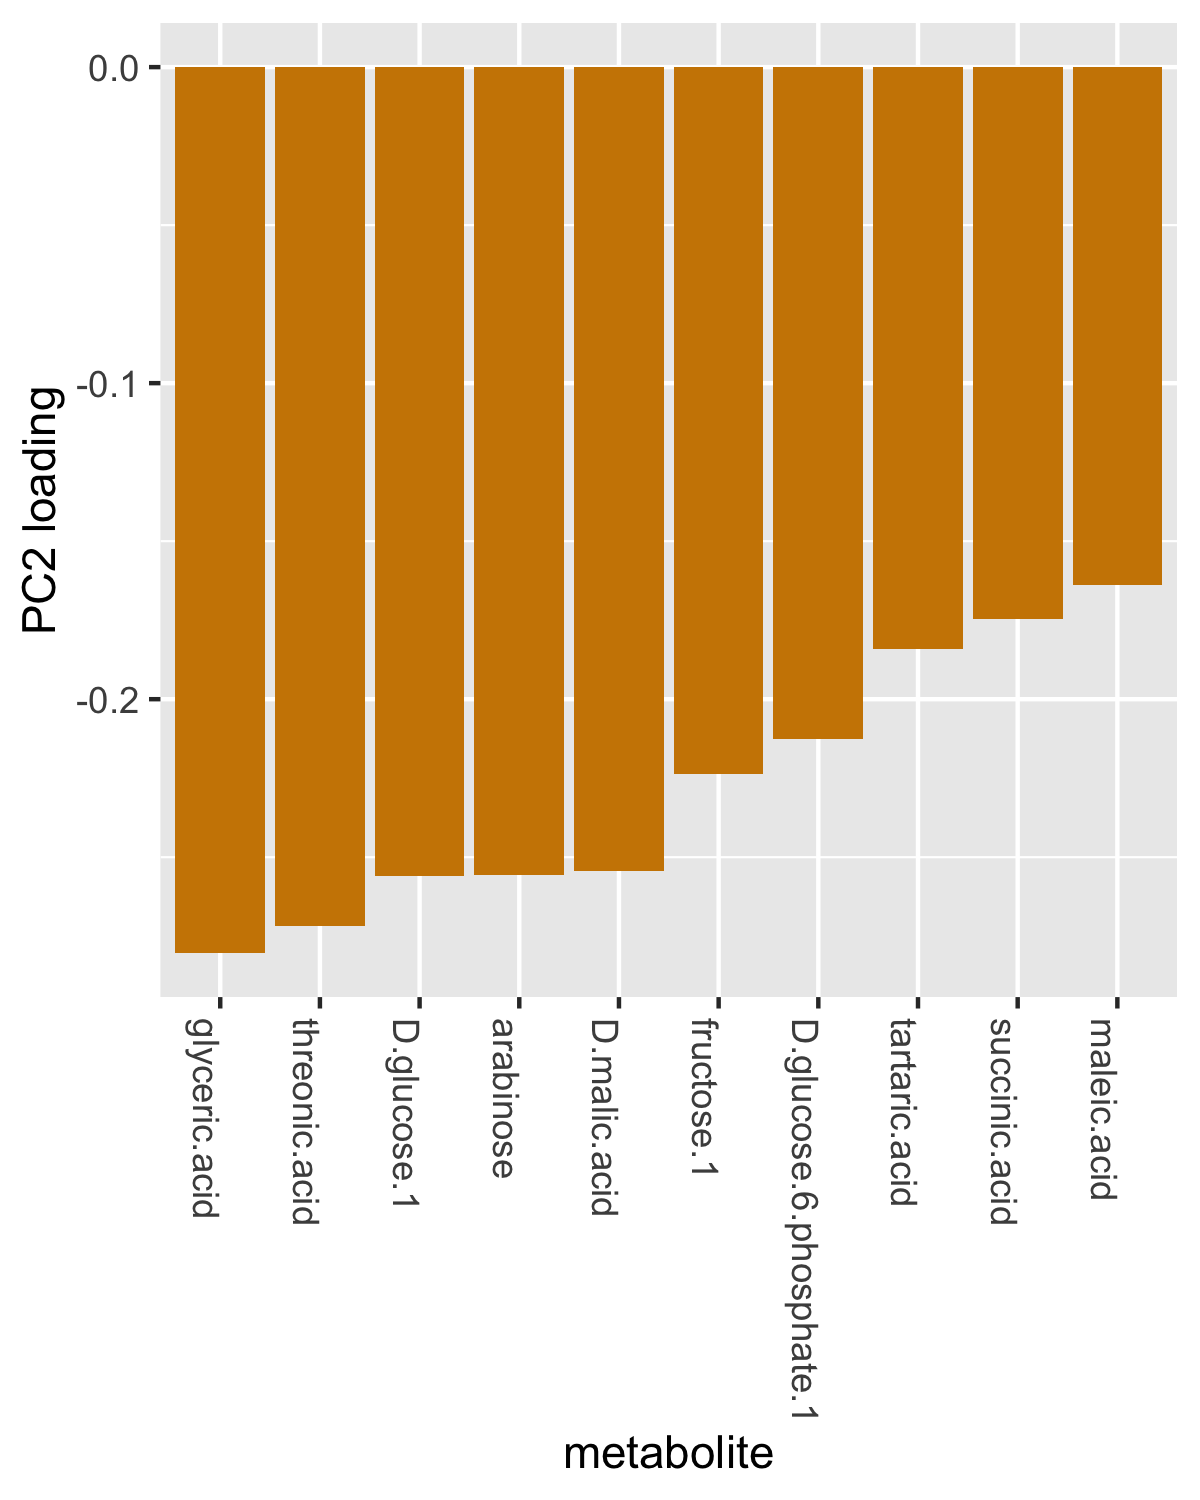 PC2 loading
0.0
-0.1
-0.2
glyceric.acid
threonic.acid
D.glucose.1
arabinose
D.malic.acid
fructose.1
D.glucose.6.phosphate.1
tartaric.acid
succinic.acid
maleic.acid
metabolite